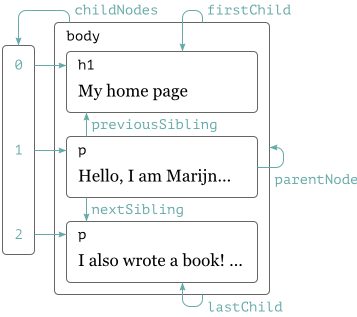 childNodes
firstChild
body
0
h1
My home page
previousSibling
1
p
Hello, I am Marijn...
parentNode
nextSibling
2
p
I also wrote a book! ...
lastChild